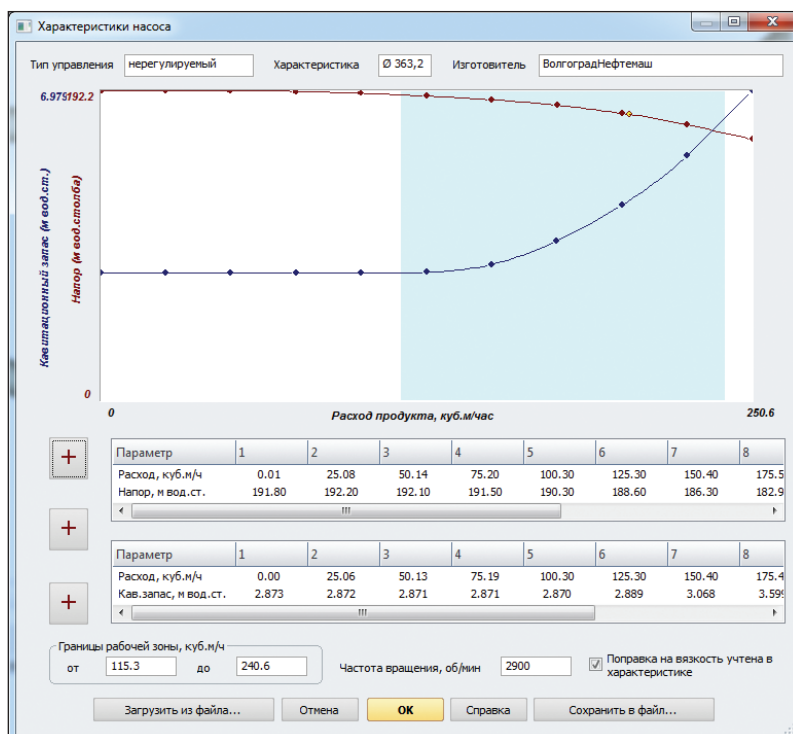 Характеристики насоса
Тип управления нерегулируемый Характеристика Ø 363,2 Изготовитель ВолгоградНефтемаш
6.979 192.2
Кавитационный запас (м вод.ст.)
Напор (м вод.столба)
0
0 Расход продукта, куб.м/час 250.6
+
Параметр 1 2 3 4 5 6 7 8
Расход, куб.м/ч 0.01 25.08 50.14 75.20 100.30 125.30 150.40 175.5
Напор, м вод.ст. 191.80 192.20 192.10 191.50 190.30 188.60 186.30 182.9
+
Параметр 1 2 3 4 5 6 7 8
Расход, куб.м/ч 0.00 25.06 50.13 75.19 100.30 125.30 150.40 175.4
Кав.запас, м вод.ст. 2.873 2.872 2.871 2.871 2.870 2.889 3.068 3.599
+
Границы рабочей зоны, куб.м/ч
от 115.3 до 240.6 Частота вращения, об/мин 2900 Поправка на вязкость учтена в
характеристике
Загрузить из файла... Отмена OK Справка Сохранить в файл...